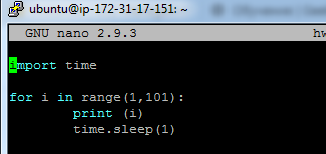 ubuntu@ip-172-31-17-151: ~
GNU nano 2.9.3
hw
import time
for i in range(1,101):
print (i)
time.sleep(1)